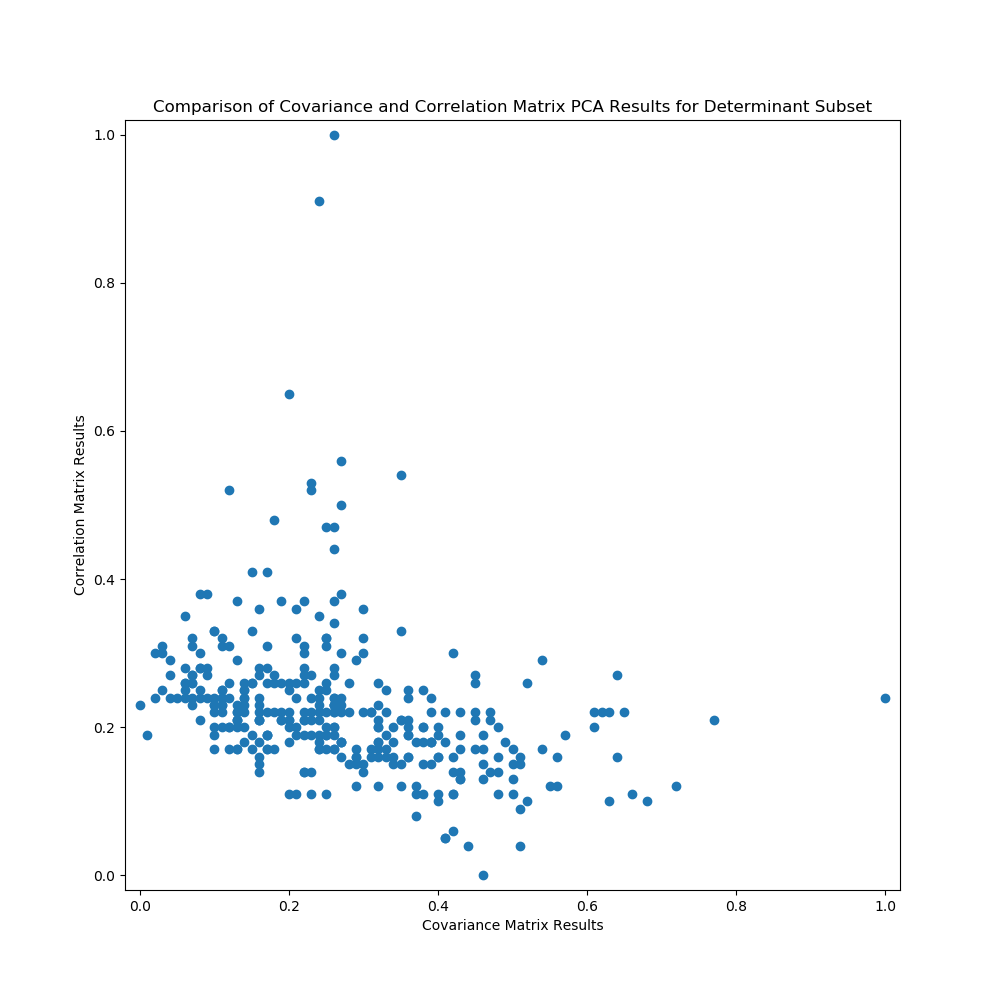 Comparison of Covariance and Correlation Matrix PCA Results for Determinant Subset
1.0
0.8
0.6
0.4
0.2
0.0
Correlation Matrix Results
0.0 0.2 0.4 0.6 0.8 1.0
Covariance Matrix Results